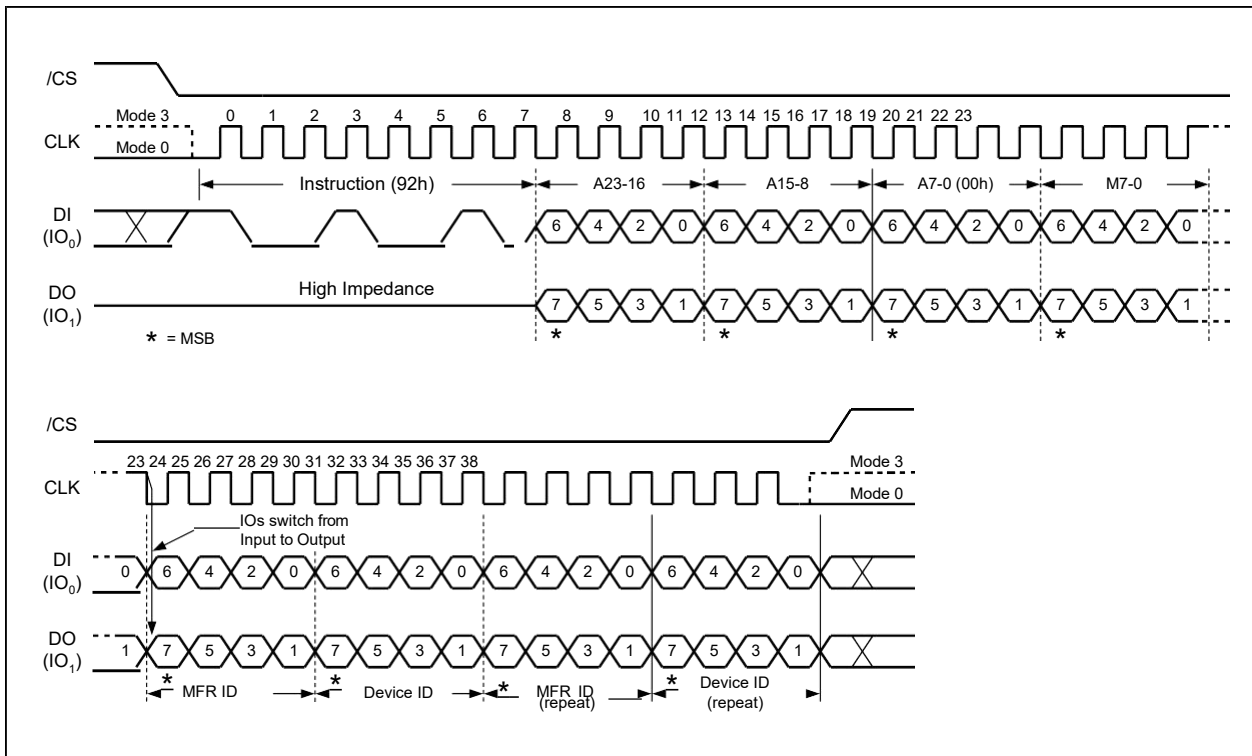 /CS
Mode 3 0 1 2 3 4 5 6 7 8 9 10 11 12 13 14 15 16 17 18 19 20 21 22 23
CLK
Mode 0
Instruction (92h) A23-16 A15-8 A7-0 (00h) M7-0
DI
(IO0) 6 4 2 0 6 4 2 0 6 4 2 0 6 4 2 0
High Impedance
DO
(IO1) 7 5 3 1 7 5 3 1 7 5 3 1 7 5 3 1
* * * *
* = MSB
/CS
23 24 25 26 27 28 29 30 31 32 33 34 35 36 37 38 Mode 3
CLK
Mode 0
IOs switch from
Input to Output
DI
(IO0) 0 6 4 2 0 6 4 2 0 6 4 2 0 6 4 2 0
DO
(IO1) 1 7 5 3 1 7 5 3 1 7 5 3 1 7 5 3 1
* * * *
MFR ID Device ID MFR ID Device ID
(repeat) (repeat)